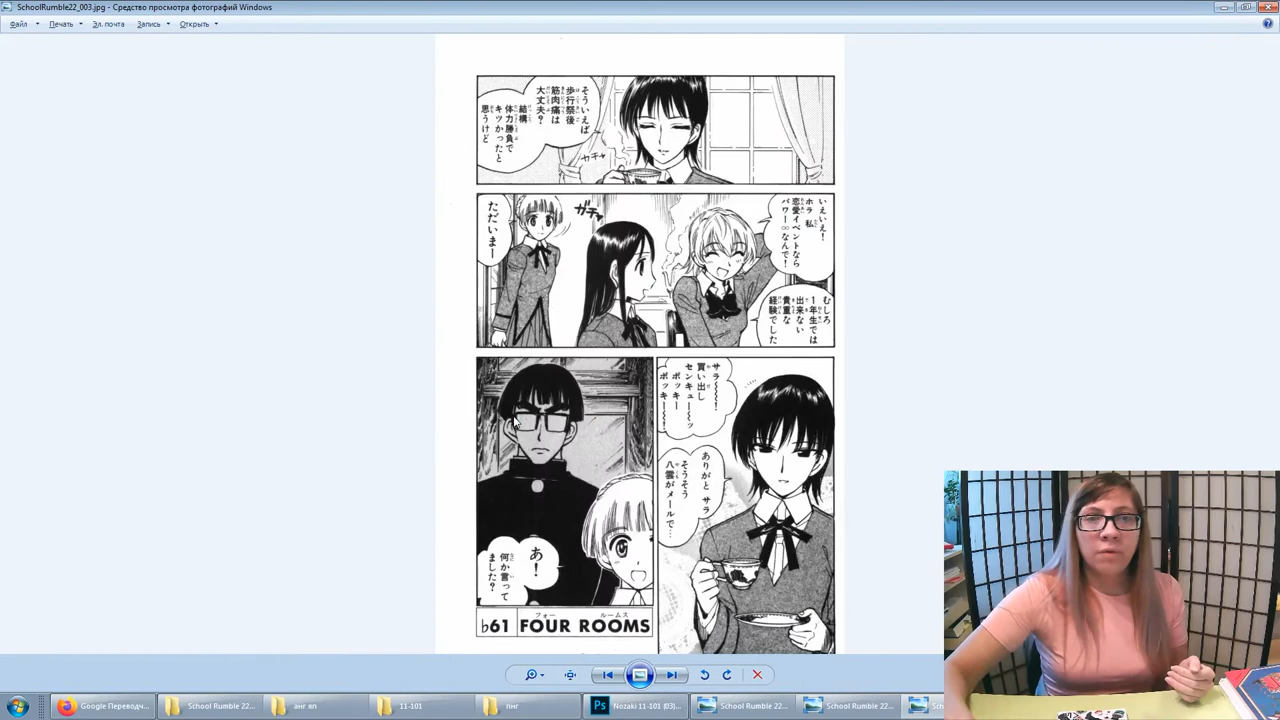 SchoolRumble22_003.jpg - Средство просмотра фотографий Windows
Файл Печать Эл. почта Запись Открыть
そういえば
歩行祭後
筋肉痛は
大丈夫？
結構
体力勝負で
キツかったと
思うけど
カチャ
いえいえ！
ホラ 私
恋愛イベントなら
パワー∞なんで！
むしろ
１年生では
出来ない
貴重な
経験でした
ガチャ
ただいまー
サラ〜〜〜！
買い出し
センキュー〜〜ッ
ポッキー
ポッキー〜〜！
ありがと サラ
そうそう
八雲がメールで…
あ！
何か言って
ました？
フォー ルームス
♭61 FOUR ROOMS
Google Переводч...
School Rumble 22...
анг яп
11-101
пнг
Nozaki 11-101 (03)...
School Rumble 22...
School Rumble 22...